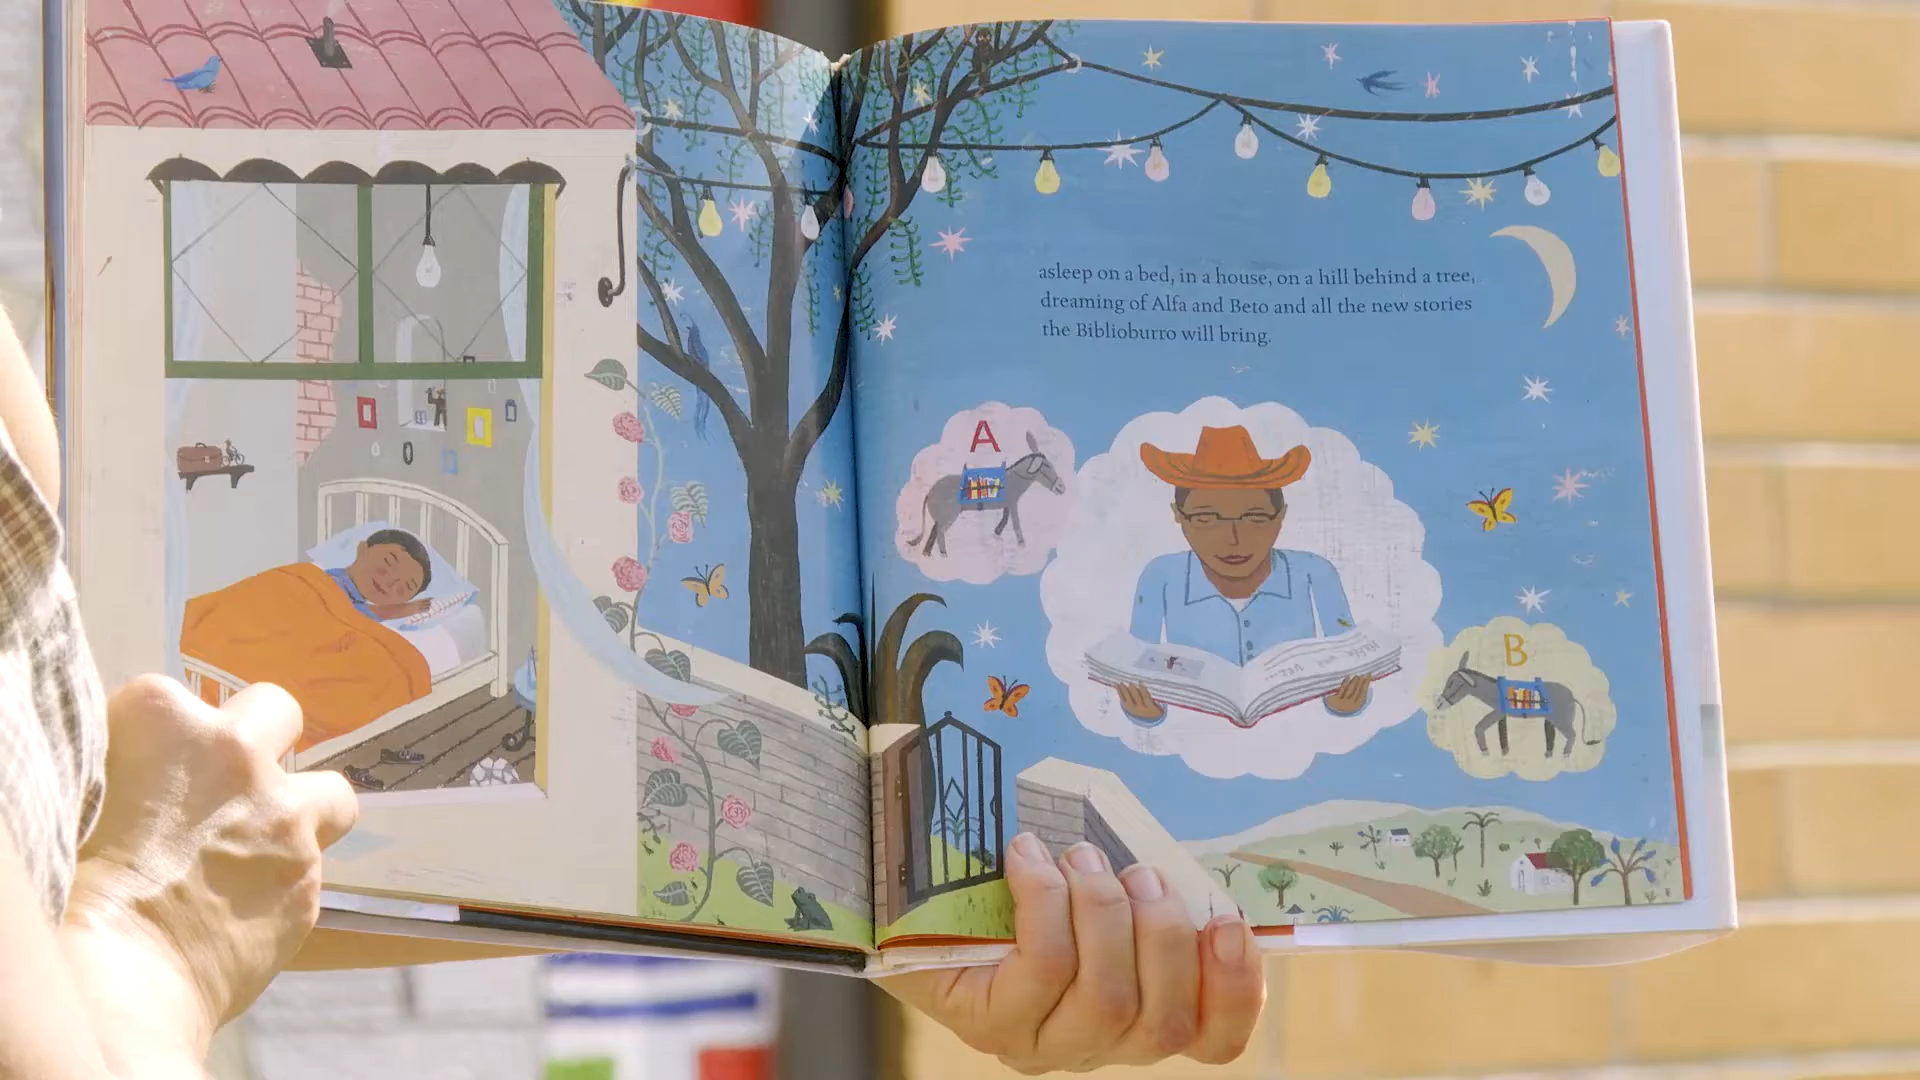 asleep on a bed, in a house, on a hill behind a tree,
dreaming of Alfa and Beto and all the new stories
the Biblioburro will bring.
A
B